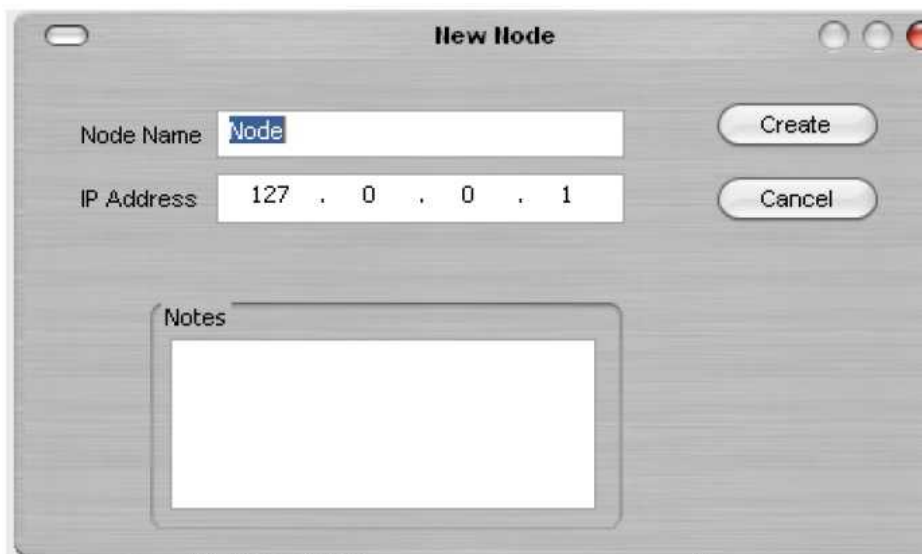 New Node
Node Name Node
Create
IP Address 127 . 0 . 0 . 1
Cancel
Notes